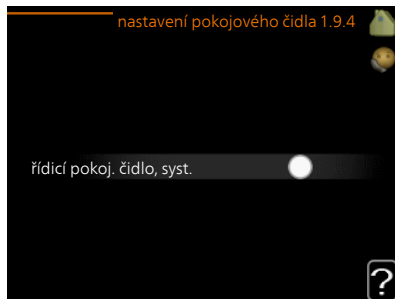 nastavení pokojového čidla 1.9.4
řídicí pokoj. čidlo, syst.
?